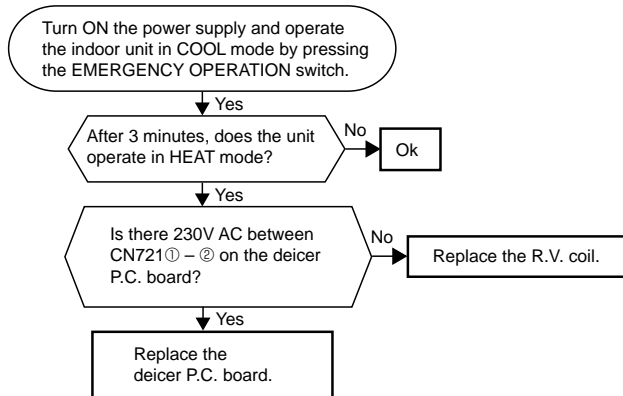 Turn ON the power supply and operate
the indoor unit in COOL mode by pressing
the EMERGENCY OPERATION switch.
Yes
After 3 minutes, does the unit
operate in HEAT mode?
No
Ok
Yes
Is there 230V AC between
CN721① – ② on the deicer
P.C. board?
No
Replace the R.V. coil.
Yes
Replace the
deicer P.C. board.